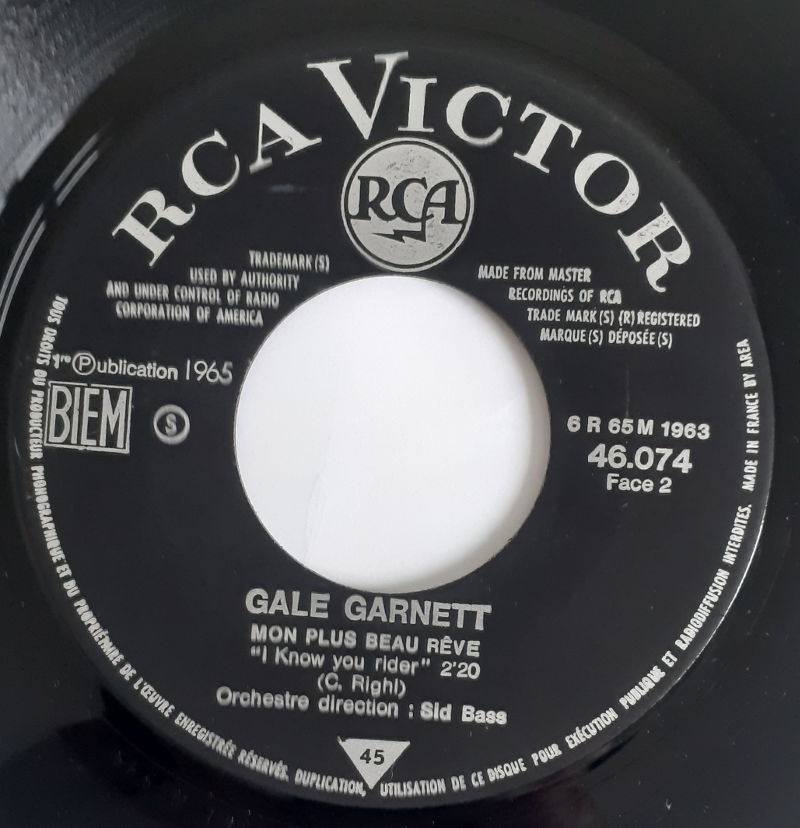 RCA VICTOR
RCA
TRADEMARK (S)
USED BY AUTHORITY
AND UNDER CONTROL OF RADIO
CORPORATION OF AMERICA
MADE FROM MASTER
RECORDINGS OF RCA
TRADE MARK (S) (R) REGISTERED
MARQUE (S) DÉPOSÉE (S)
1re Ⓟublication 1965
BIEM
S
6 R 65 M 1963
46.074
Face 2
GALE GARNETT
MON PLUS BEAU RÊVE
"I Know you rider" 2'20
(C. Righi)
Orchestre direction : Sid Bass
45
TOUS DROITS DU PRODUCTEUR PHONOGRAPHIQUE ET DU PROPRIÉTAIRE DE L'ŒUVRE ENREGISTRÉE RÉSERVÉS. DUPLICATION, UTILISATION DE CE DISQUE POUR EXÉCUTION PUBLIQUE ET RADIODIFFUSION INTERDITES. MADE IN FRANCE BY AREA